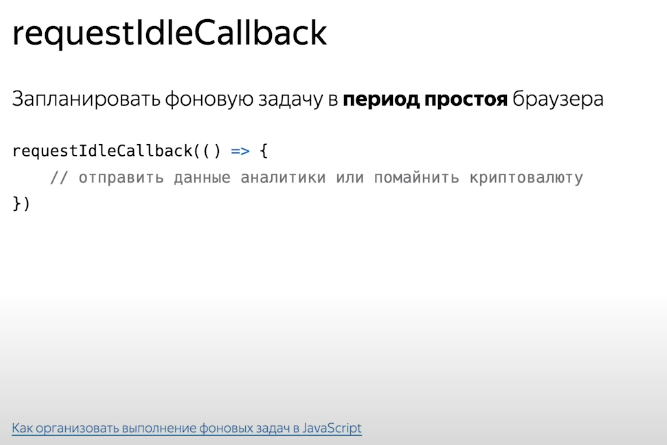 requestIdleCallback
Запланировать фоновую задачу в период простоя браузера
requestIdleCallback(() => {
    // отправить данные аналитики или помайнить криптовалюту
})
Как организовать выполнение фоновых задач в JavaScript